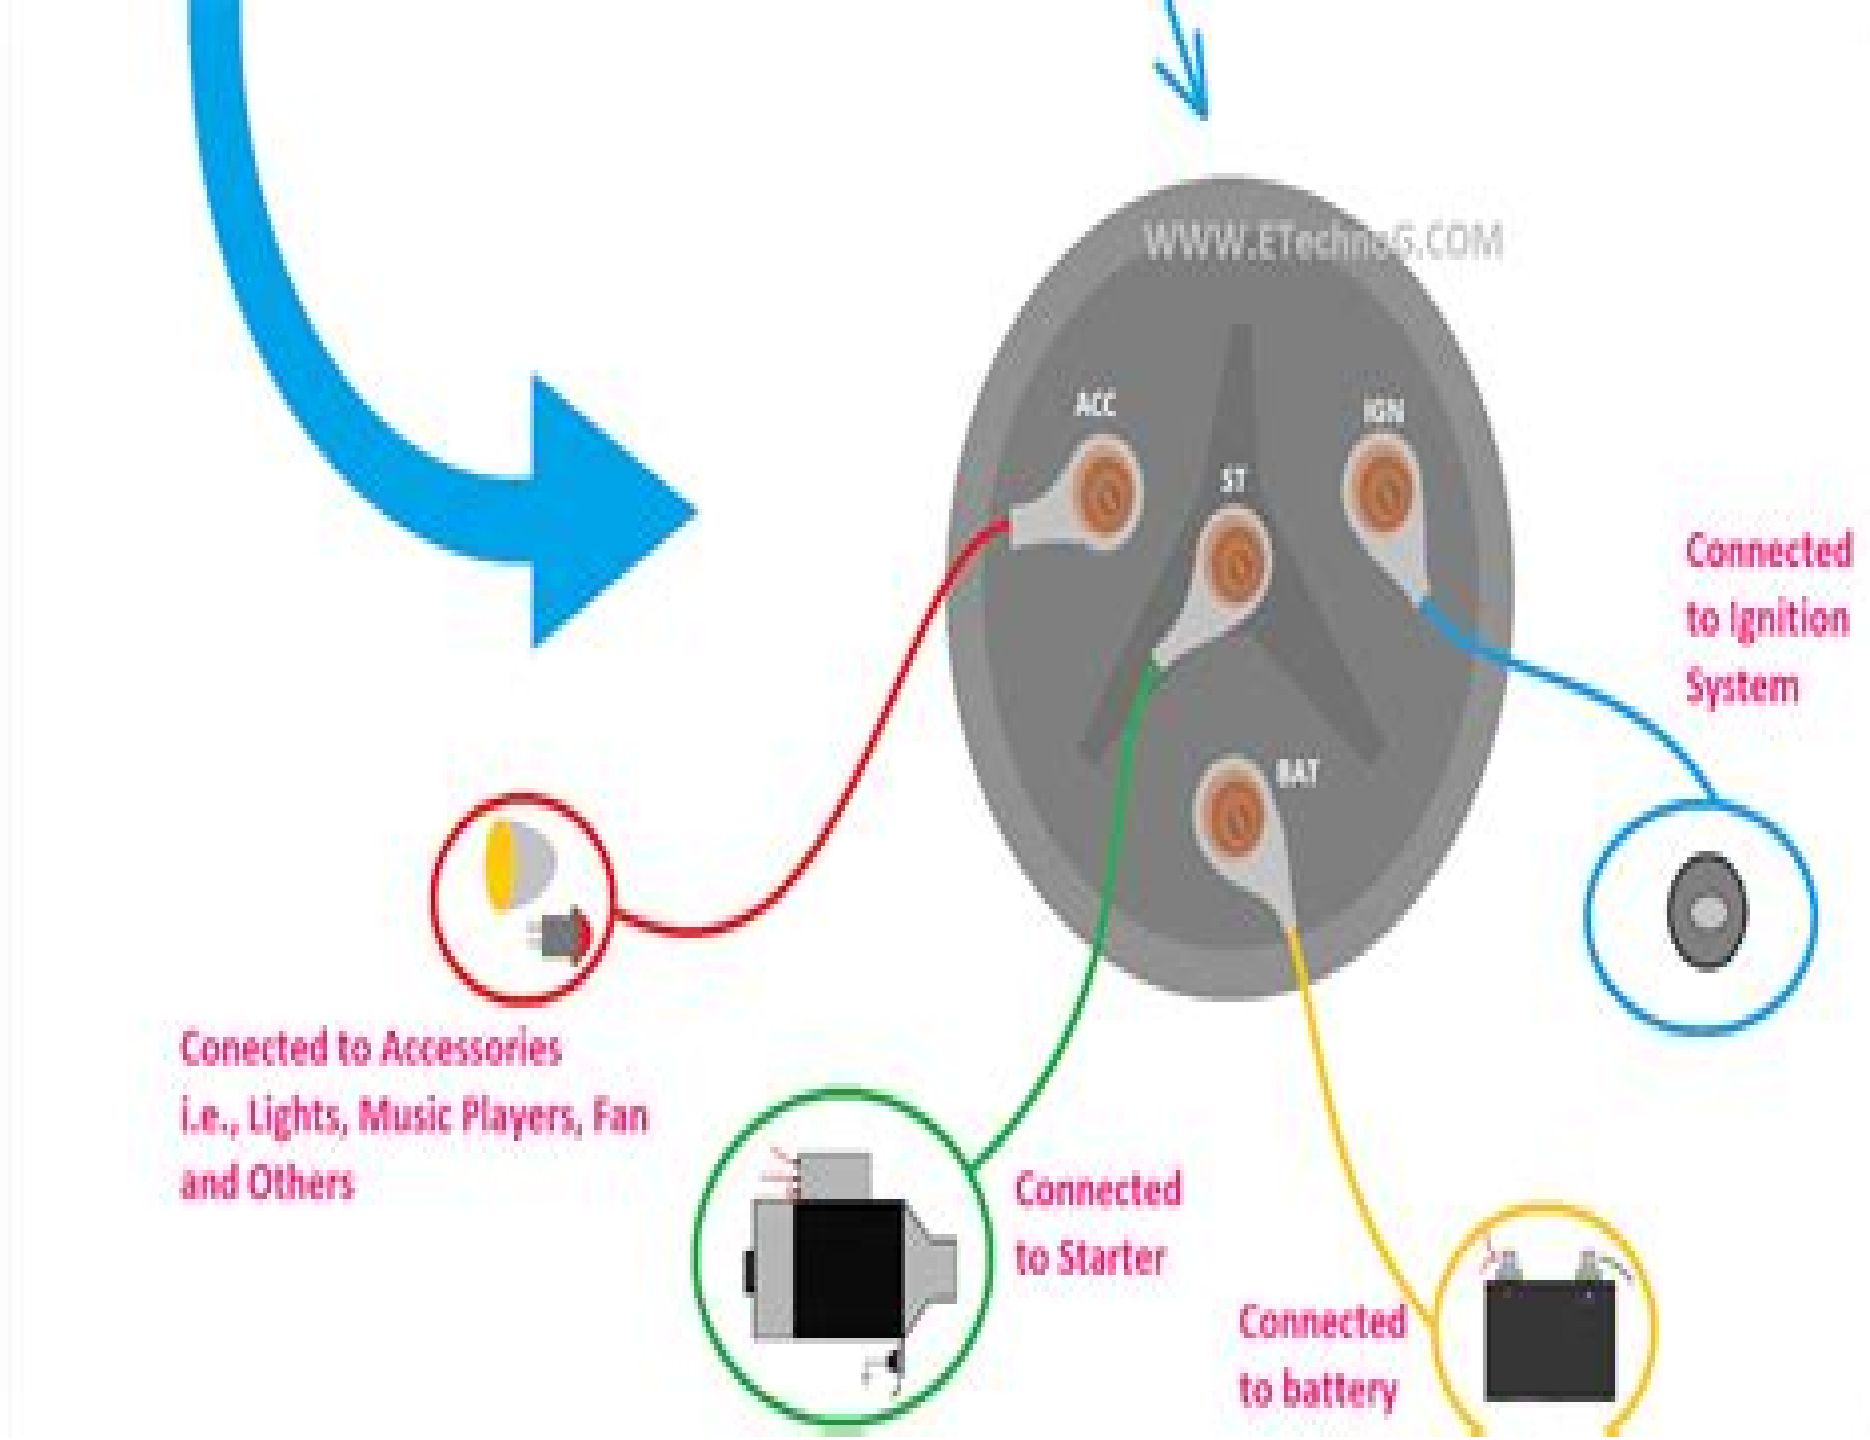 WWW.ETechnoG.COM
ACC
IGN
ST
BAT
Connected
to Ignition
System
Conected to Accessories
i.e., Lights, Music Players, Fan
and Others
Connected
to Starter
Connected
to battery